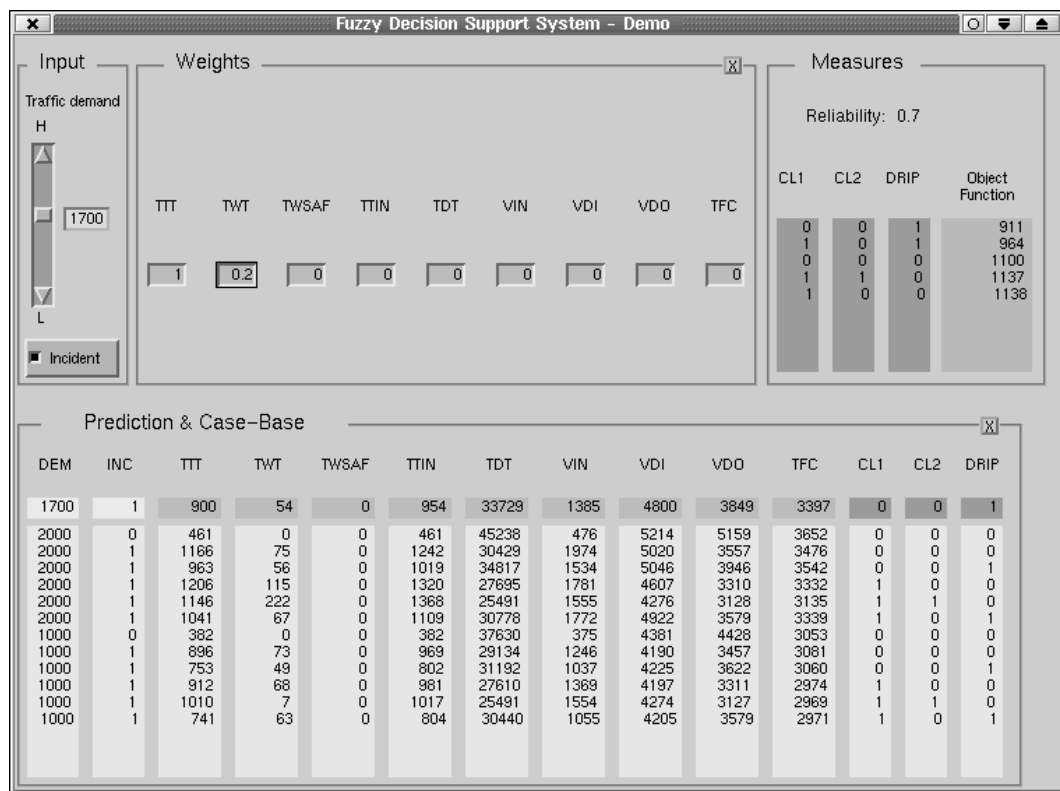 Fuzzy Decision Support System - Demo
Input
Weights
X
Measures
Traffic demand
H
1700
L
Incident
TTT TWT TWSAF TTIN TDT VIN VDI VDO TFC
1 0.2 0 0 0 0 0 0 0
Reliability: 0.7
CL1 CL2 DRIP Object Function
0 0 1 911
1 0 1 964
0 0 0 1100
1 1 0 1137
1 0 0 1138
Prediction & Case-Base
X
DEM INC TTT TWT TWSAF TTIN TDT VIN VDI VDO TFC CL1 CL2 DRIP
1700 1 900 54 0 954 33729 1385 4800 3849 3397 0 0 1
2000 0 461 0 0 461 45238 476 5214 5159 3652 0 0 0
2000 1 1166 75 0 1242 30429 1974 5020 3557 3476 0 0 0
2000 1 963 56 0 1019 34817 1534 5046 3946 3542 0 0 1
2000 1 1206 115 0 1320 27695 1781 4607 3310 3332 1 0 0
2000 1 1146 222 0 1368 25491 1555 4276 3128 3135 1 1 0
2000 1 1041 67 0 1109 30778 1772 4922 3579 3339 1 0 1
1000 0 382 0 0 382 37630 375 4381 4428 3053 0 0 0
1000 1 896 73 0 969 29134 1246 4190 3457 3081 0 0 0
1000 1 753 49 0 802 31192 1037 4225 3622 3060 0 0 1
1000 1 912 68 0 981 27610 1369 4197 3311 2974 1 0 0
1000 1 1010 7 0 1017 25491 1554 4274 3127 2969 1 1 0
1000 1 741 63 0 804 30440 1055 4205 3579 2971 1 0 1